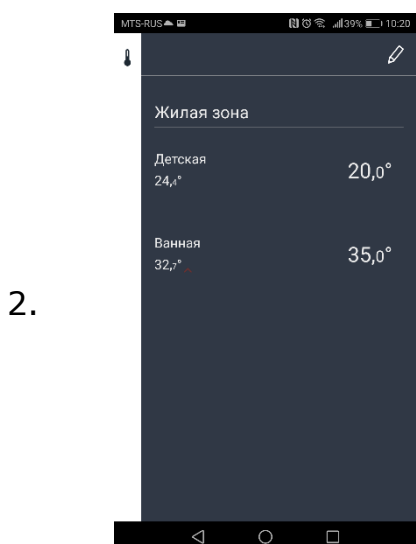 MTS-RUS 39% 10:20
Жилая зона
Детская
24,4° 20,0°
Ванная
32,7° 35,0°
2.